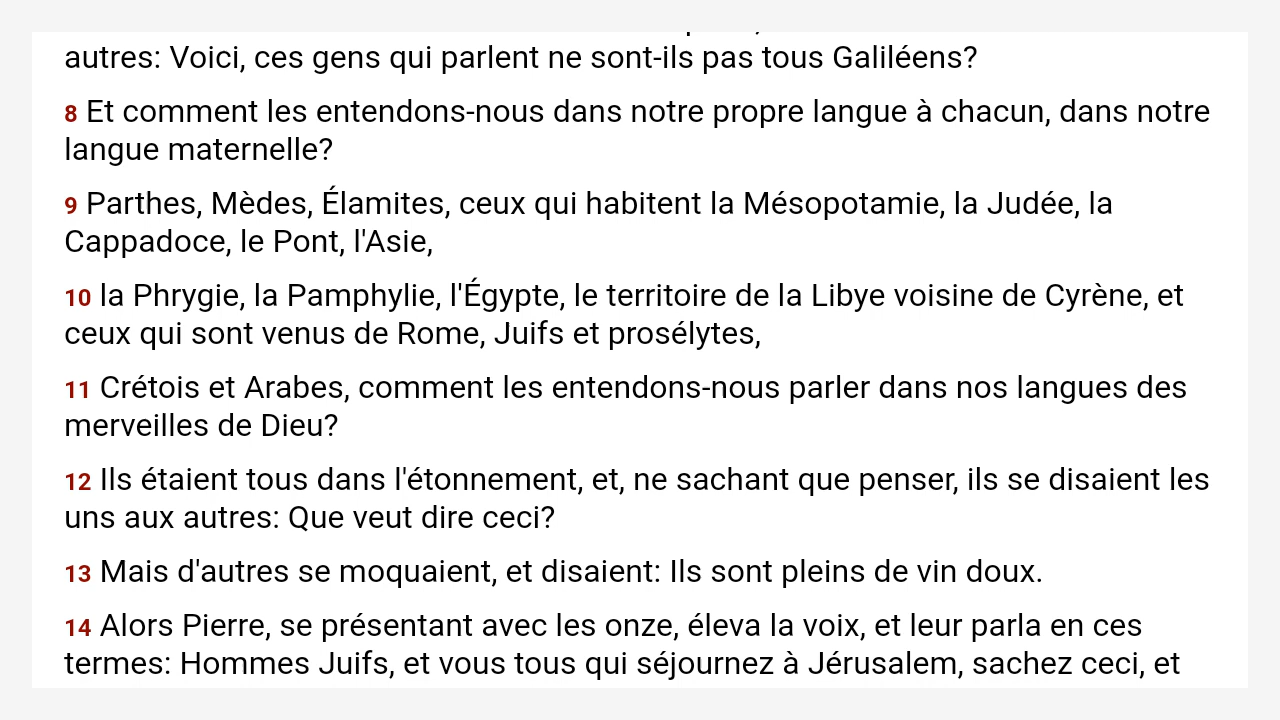 autres: Voici, ces gens qui parlent ne sont-ils pas tous Galiléens?
8 Et comment les entendons-nous dans notre propre langue à chacun, dans notre
langue maternelle?
9 Parthes, Mèdes, Élamites, ceux qui habitent la Mésopotamie, la Judée, la
Cappadoce, le Pont, l'Asie,
10 la Phrygie, la Pamphylie, l'Égypte, le territoire de la Libye voisine de Cyrène, et
ceux qui sont venus de Rome, Juifs et prosélytes,
11 Crétois et Arabes, comment les entendons-nous parler dans nos langues des
merveilles de Dieu?
12 Ils étaient tous dans l'étonnement, et, ne sachant que penser, ils se disaient les
uns aux autres: Que veut dire ceci?
13 Mais d'autres se moquaient, et disaient: Ils sont pleins de vin doux.
14 Alors Pierre, se présentant avec les onze, éleva la voix, et leur parla en ces
termes: Hommes Juifs, et vous tous qui séjournez à Jérusalem, sachez ceci, et